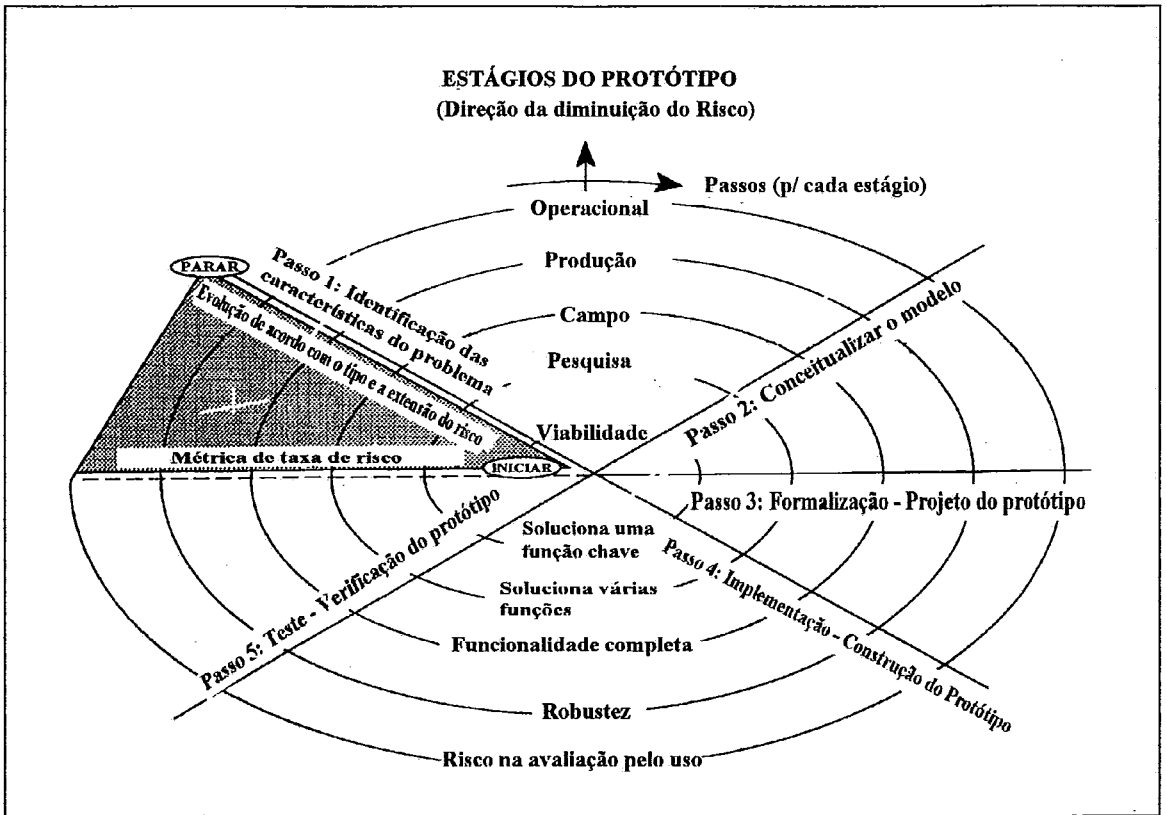 ESTÁGIOS DO PROTÓTIPO
(Direção da diminuição do Risco)
Passos (p/ cada estágio)
Operacional
Produção
Campo
Pesquisa
Viabilidade
PARAR
Passo 1: Identificação das
características do problema
Evolução de acordo com o tipo e a extensão do risco
Métrica de taxa de risco
INICIAR
Passo 2: Conceitualizar o modelo
Passo 3: Formalização - Projeto do protótipo
Passo 4: Implementação - Construção do Protótipo
Passo 5: Teste - Verificação do protótipo
Soluciona uma
função chave
Soluciona várias
funções
Funcionalidade completa
Robustez
Risco na avaliação pelo uso